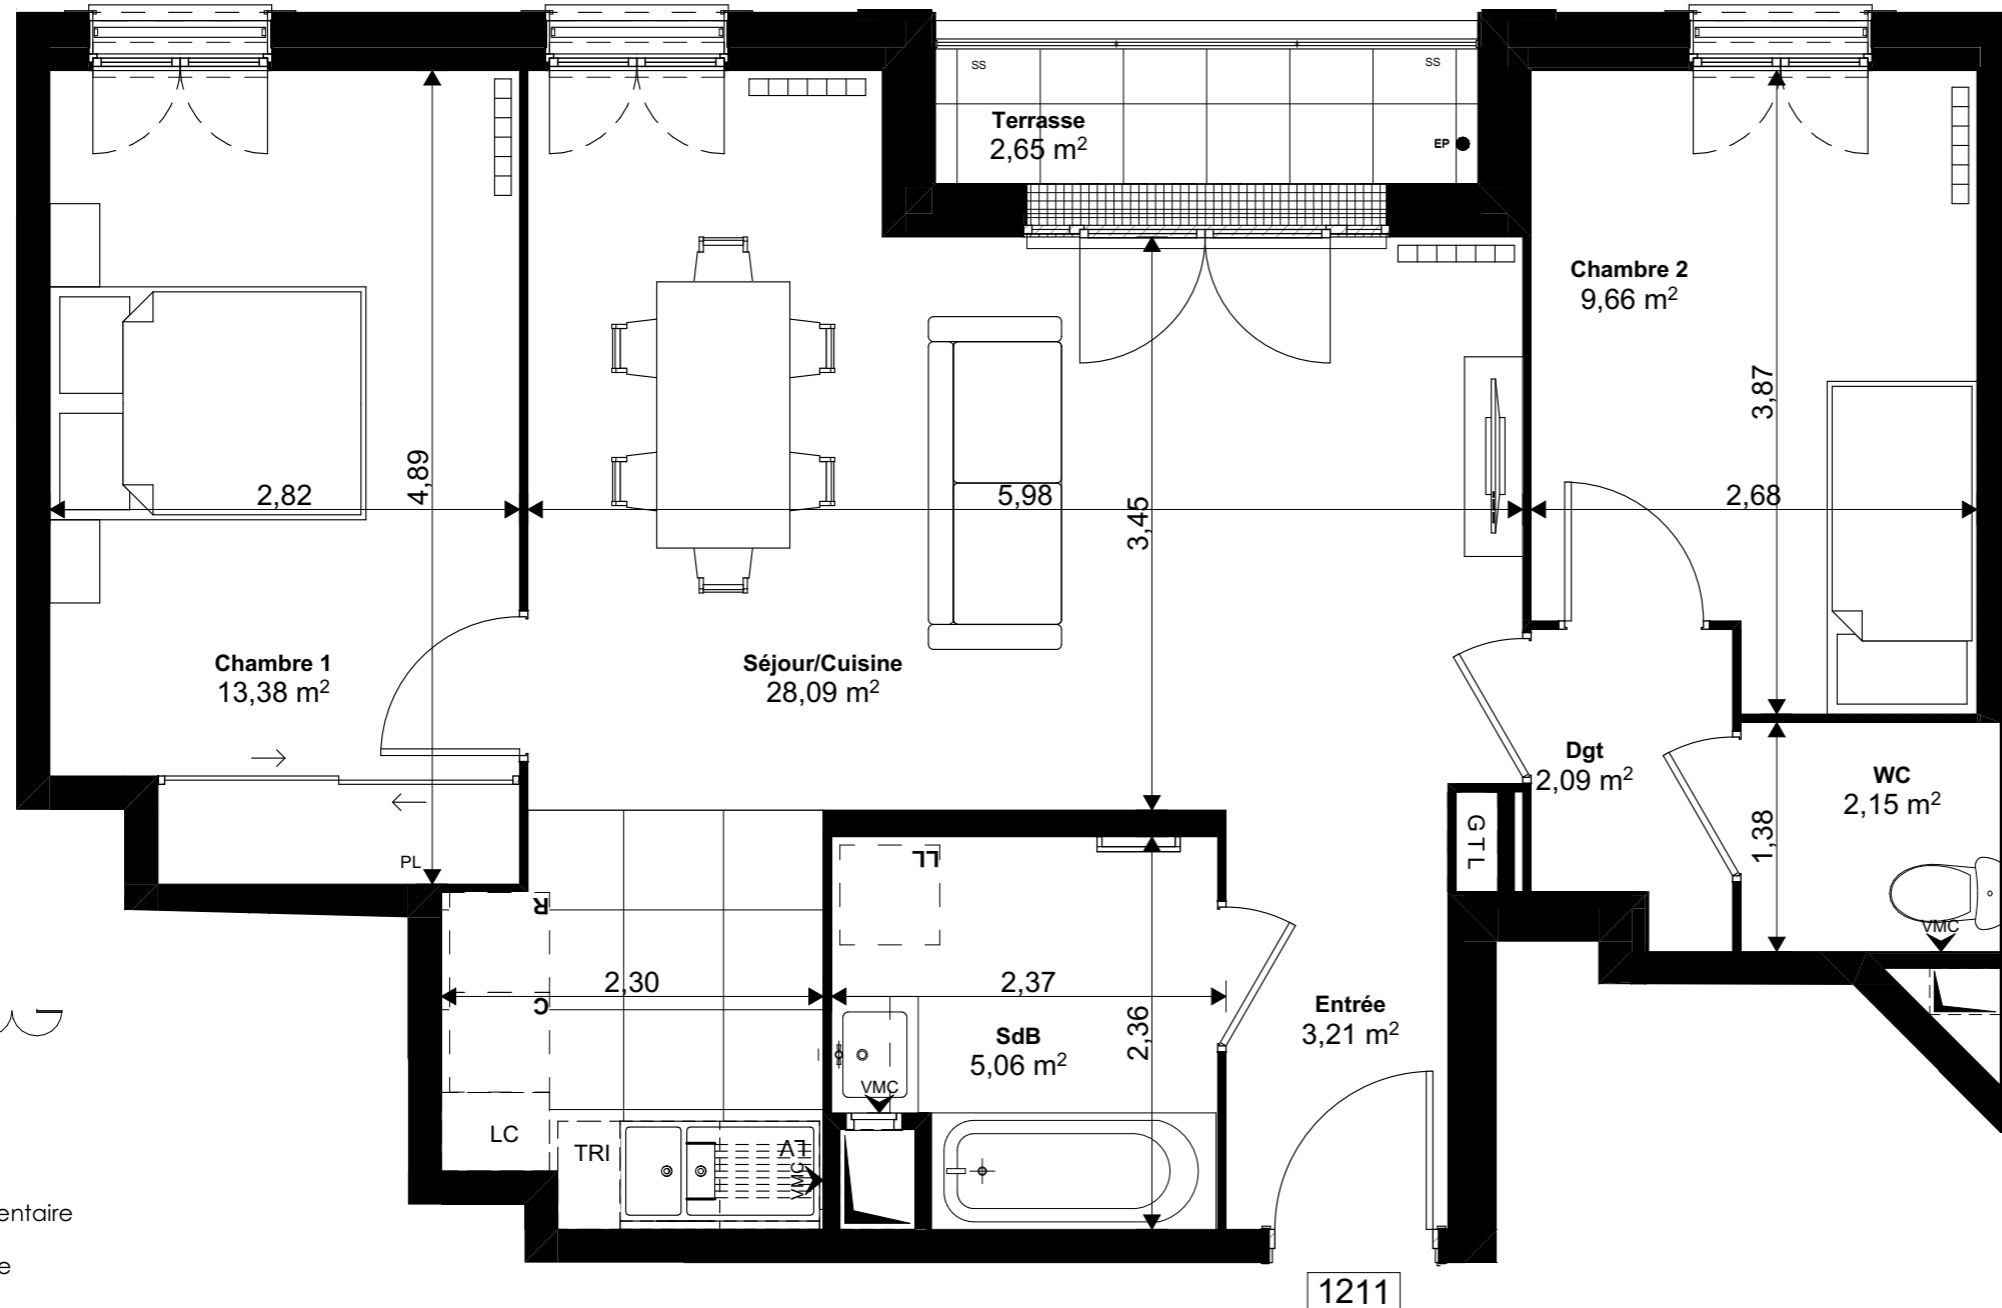 SS
SS
Terrasse
2,65 m²
EP
Chambre 2
9,66 m²
3,87
2,82
4,89
5,98
3,45
2,68
Chambre 1
13,38 m²
Séjour/Cuisine
28,09 m²
Dgt
2,09 m²
WC
2,15 m²
1,38
VMC
GTL
PL
LL
R
C
2,30
2,37
2,36
SdB
5,06 m²
Entrée
3,21 m²
VMC
LC
TRI
LV
VMC
entaire
e
1211